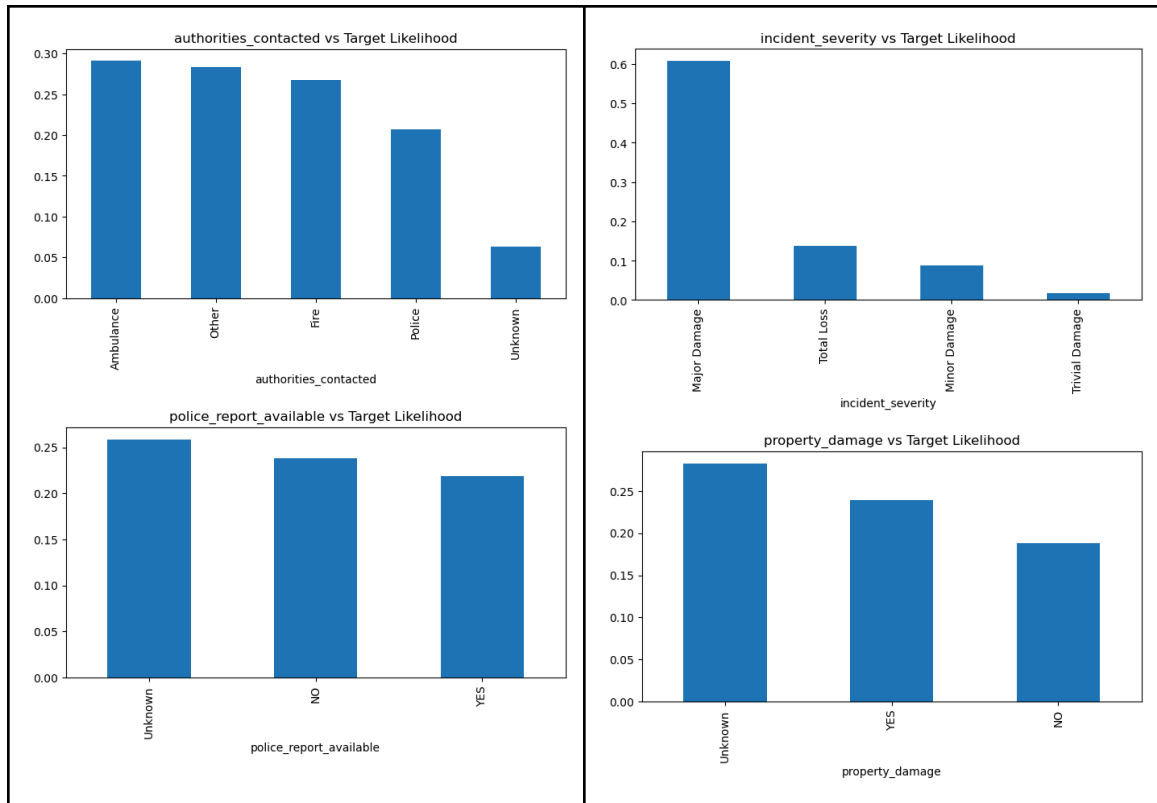 authorities_contacted vs Target Likelihood
0.30
0.25
0.20
0.15
0.10
0.05
0.00
Ambulance
Other
Fire
Police
Unknown
authorities_contacted
police_report_available vs Target Likelihood
0.25
0.20
0.15
0.10
0.05
0.00
Unknown
NO
YES
police_report_available
incident_severity vs Target Likelihood
0.6
0.5
0.4
0.3
0.2
0.1
0.0
Major Damage
Total Loss
Minor Damage
Trivial Damage
incident_severity
property_damage vs Target Likelihood
0.25
0.20
0.15
0.10
0.05
0.00
Unknown
YES
NO
property_damage